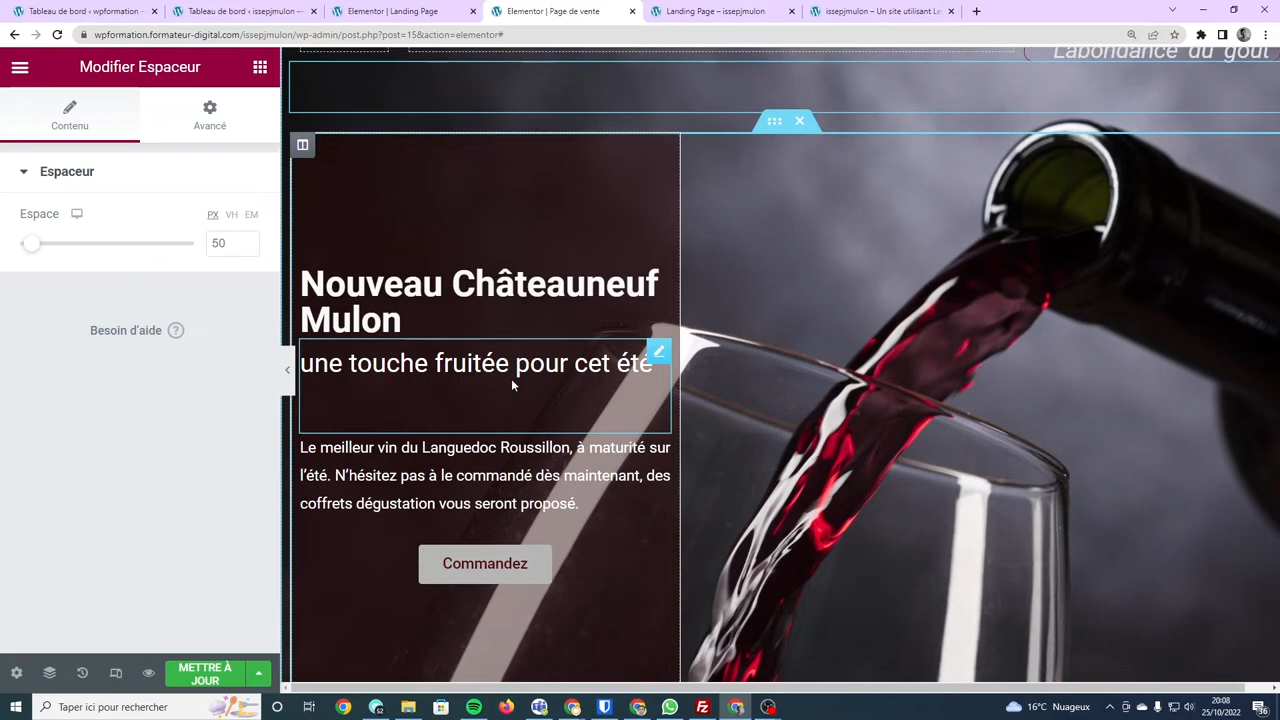 Tableau de bord ‹ wpformation.
Tableau de bord ‹ issepjmulon —
Elementor | Landing Page
Elementor | Page de vente
Landing Page – issepjmulon
issepjmulon – Un site utilisant Le
wpformation.formateur-digital.com/issepjmulon/wp-admin/post.php?post=15&action=elementor#
Modifier Espaceur
Labondance du goût
Contenu
Avancé
Espaceur
Espace
PX
VH
EM
50
Besoin d'aide
Nouveau Châteauneuf
Mulon
une touche fruitée pour cet été
Le meilleur vin du Languedoc Roussillon, à maturité sur
l'été. N'hésitez pas à le commandé dès maintenant, des
coffrets dégustation vous seront proposé.
Commandez
METTRE À
JOUR
Taper ici pour rechercher
16°C Nuageux
20:08
25/10/2022
36